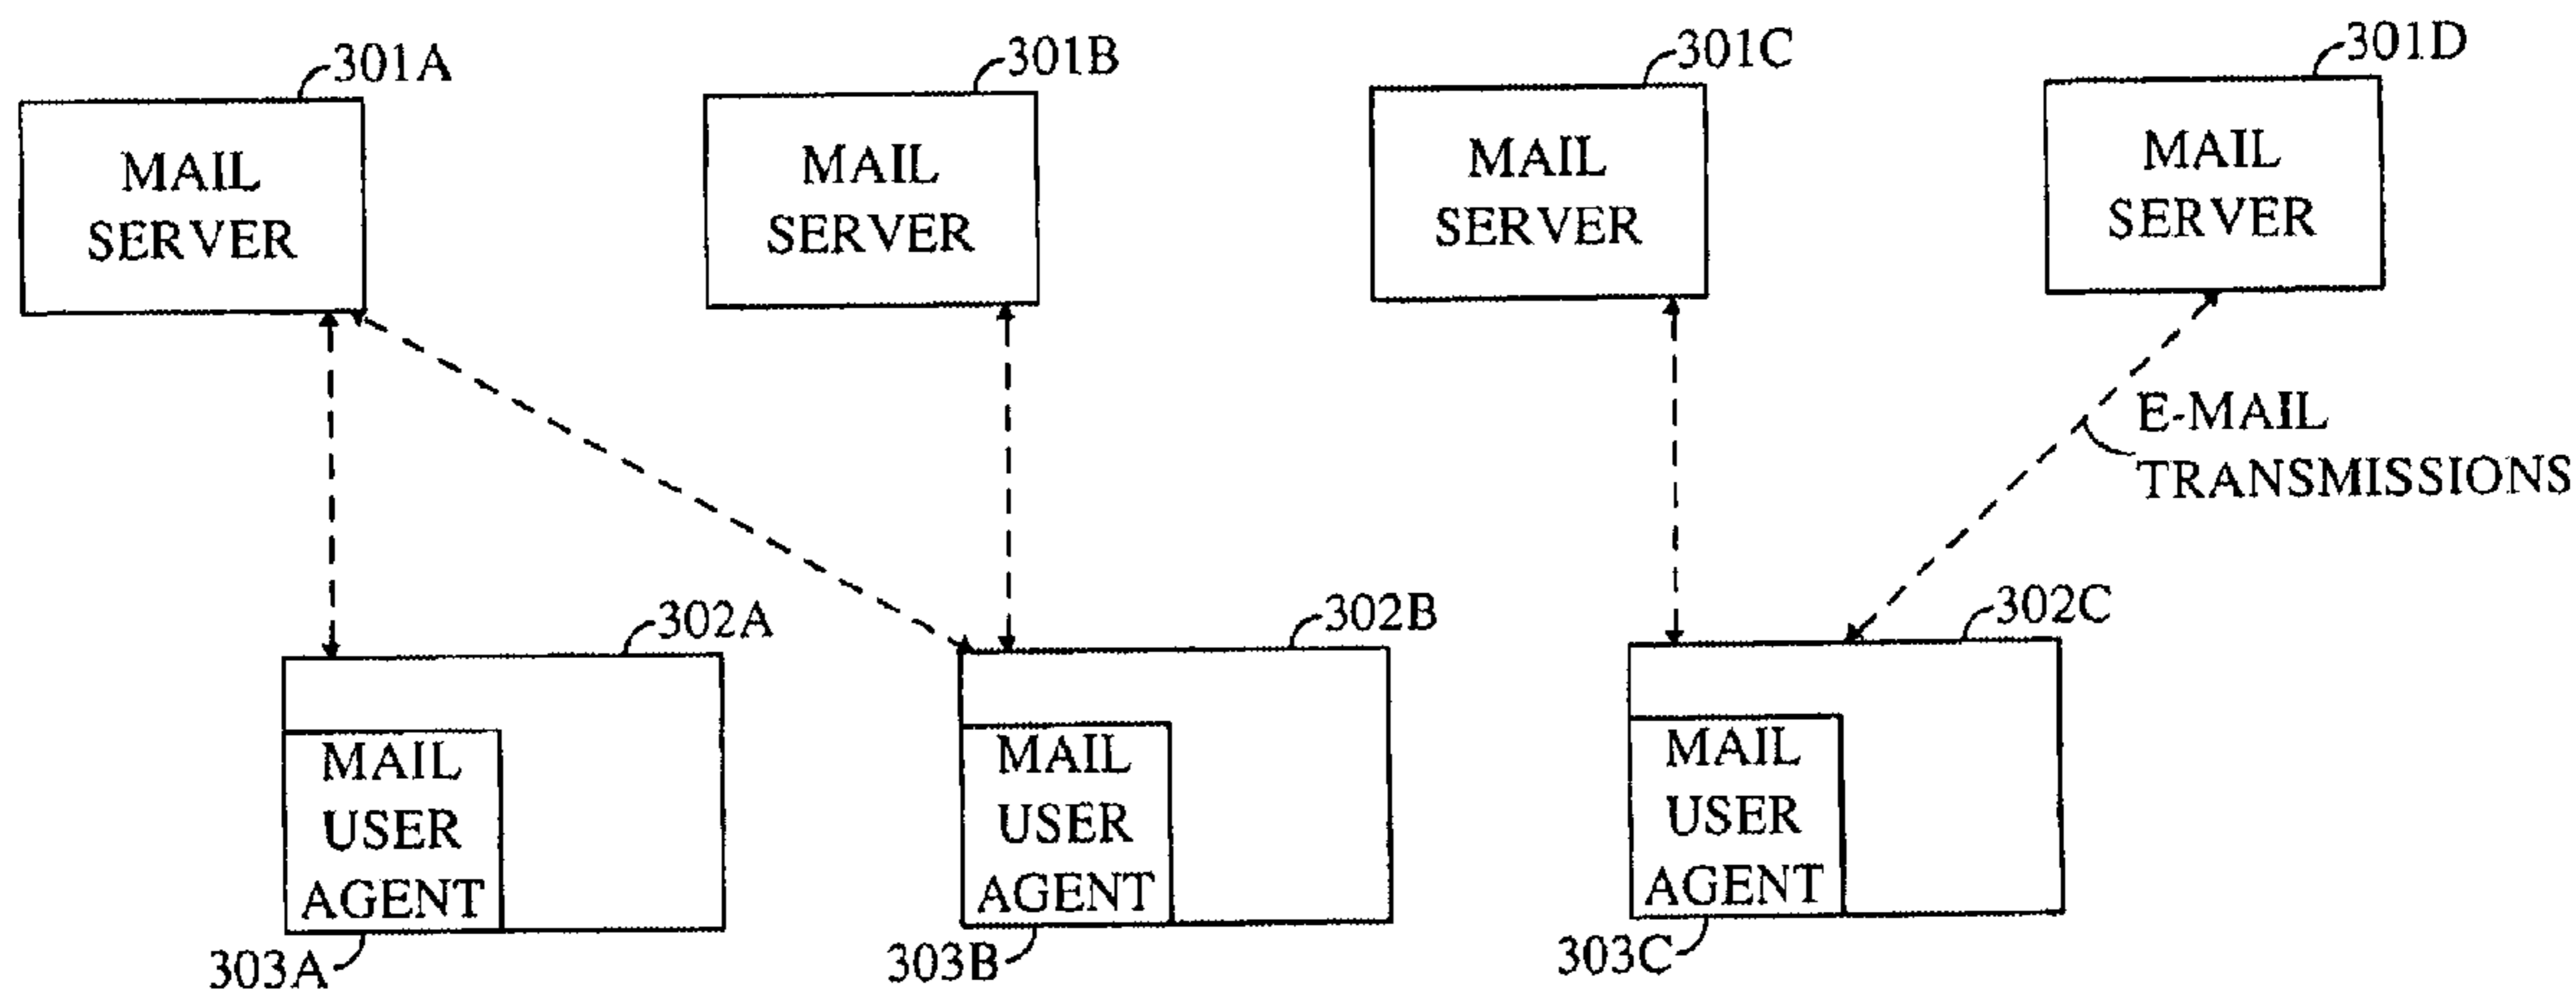 301A
301B
301C
301D
MAIL
SERVER
MAIL
SERVER
MAIL
SERVER
MAIL
SERVER
E-MAIL
TRANSMISSIONS
302A
302B
302C
MAIL
USER
AGENT
MAIL
USER
AGENT
MAIL
USER
AGENT
303A
303B
303C